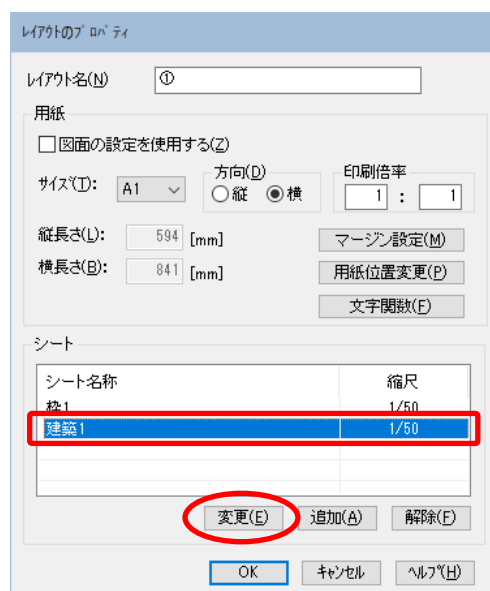 ﾚｲｱｳﾄのﾌﾟﾛﾊﾟﾃｨ
ﾚｲｱｳﾄ名(N) ①
用紙
図面の設定を使用する(Z)
ｻｲｽﾞ(T): A1 方向(D) 縦 横 印刷倍率 1 : 1
縦長さ(L): 594 [mm] マージン設定(M)
横長さ(B): 841 [mm] 用紙位置変更(P)
文字関数(F)
シート
シート名称 縮尺
枠1 1/50
建築1 1/50
変更(E) 追加(A) 解除(F)
OK ｷｬﾝｾﾙ ﾍﾙﾌﾟ(H)